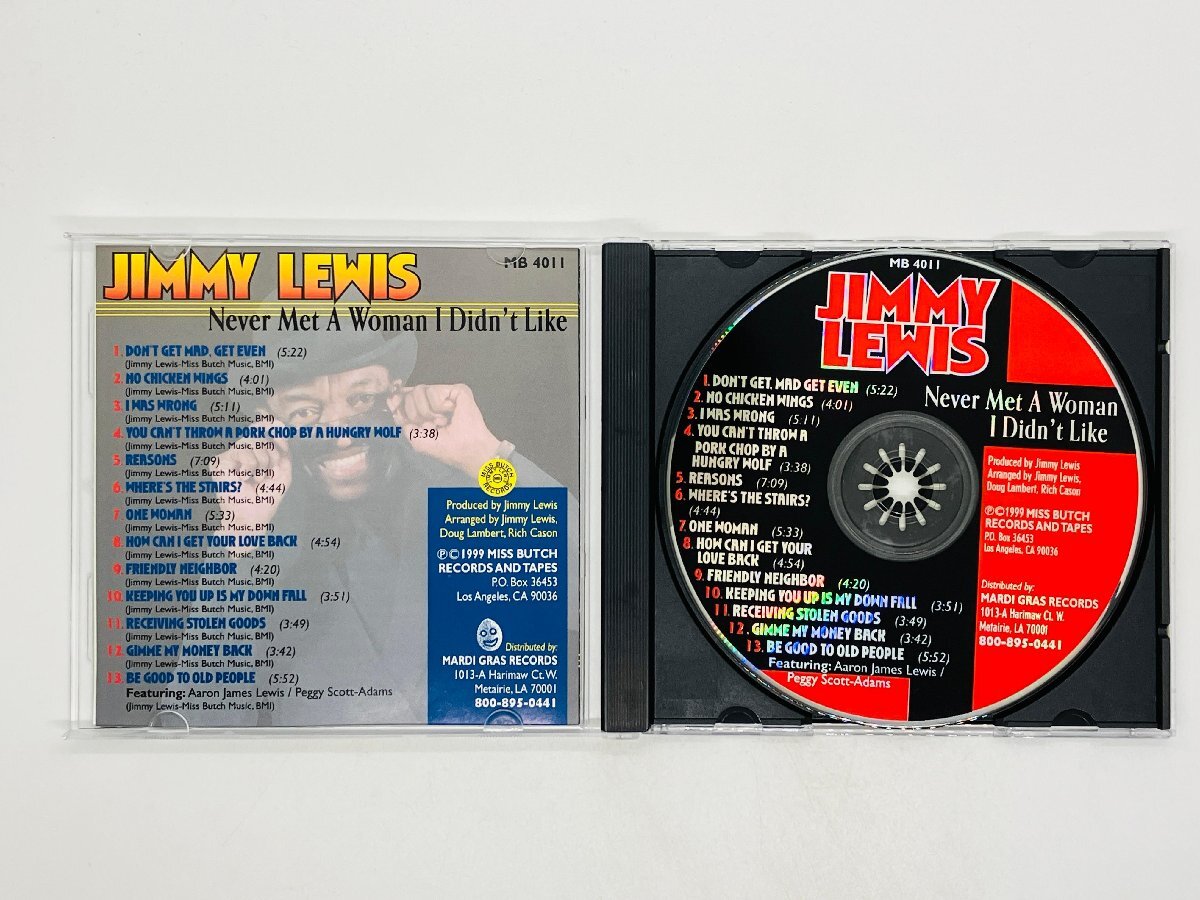 JIMMY LEWIS
MB 4011
Never Met A Woman I Didn't Like
1. DON'T GET MAD, GET EVEN (5:22)
(Jimmy Lewis-Miss Butch Music, BMI)
2. NO CHICKEN WINGS (4:01)
(Jimmy Lewis-Miss Butch Music, BMI)
3. I WAS WRONG (5:11)
(Jimmy Lewis-Miss Butch Music, BMI)
4. YOU CAN'T THROW A PORK CHOP BY A HUNGRY WOLF (3:38)
(Jimmy Lewis-Miss Butch Music, BMI)
5. REASONS (7:09)
(Jimmy Lewis-Miss Butch Music, BMI)
6. WHERE'S THE STAIRS? (4:44)
(Jimmy Lewis-Miss Butch Music, BMI)
7. ONE WOMAN (5:33)
(Jimmy Lewis-Miss Butch Music, BMI)
8. HOW CAN I GET YOUR LOVE BACK (4:54)
(Jimmy Lewis-Miss Butch Music, BMI)
9. FRIENDLY NEIGHBOR (4:20)
(Jimmy Lewis-Miss Butch Music, BMI)
10. KEEPING YOU UP IS MY DOWN FALL (3:51)
(Jimmy Lewis-Miss Butch Music, BMI)
11. RECEIVING STOLEN GOODS (3:49)
(Jimmy Lewis-Miss Butch Music, BMI)
12. GIMME MY MONEY BACK (3:42)
(Jimmy Lewis-Miss Butch Music, BMI)
13. BE GOOD TO OLD PEOPLE (5:52)
Featuring: Aaron James Lewis / Peggy Scott-Adams
(Jimmy Lewis-Miss Butch Music, BMI)
MISS BUTCH
RECORDS
Produced by Jimmy Lewis
Arranged by Jimmy Lewis,
Doug Lambert, Rich Cason
℗©1999 MISS BUTCH
RECORDS AND TAPES
P.O. Box 36453
Los Angeles, CA 90036
Distributed by:
MARDI GRAS RECORDS
1013-A Harimaw Ct. W.
Metairie, LA 70001
800-895-0441
MB 4011
JIMMY
LEWIS
Never Met A Woman
I Didn't Like
1. DON'T GET, MAD GET EVEN (5:22)
2. NO CHICKEN WINGS (4:01)
3. I WAS WRONG (5:11)
4. YOU CAN'T THROW A
PORK CHOP BY A
HUNGRY WOLF (3:38)
5. REASONS (7:09)
6. WHERE'S THE STAIRS?
(4:44)
7. ONE WOMAN (5:33)
8. HOW CAN I GET YOUR
LOVE BACK (4:54)
9. FRIENDLY NEIGHBOR (4:20)
10. KEEPING YOU UP IS MY DOWN FALL (3:51)
11. RECEIVING STOLEN GOODS (3:49)
12. GIMME MY MONEY BACK (3:42)
13. BE GOOD TO OLD PEOPLE (5:52)
Featuring: Aaron James Lewis /
Peggy Scott-Adams
Produced by Jimmy Lewis
Arranged by Jimmy Lewis,
Doug Lambert, Rich Cason
℗©1999 MISS BUTCH
RECORDS AND TAPES
P.O. Box 36453
Los Angeles, CA 90036
Distributed by:
MARDI GRAS RECORDS
1013-A Harimaw Ct. W.
Metairie, LA 70001
800-895-0441